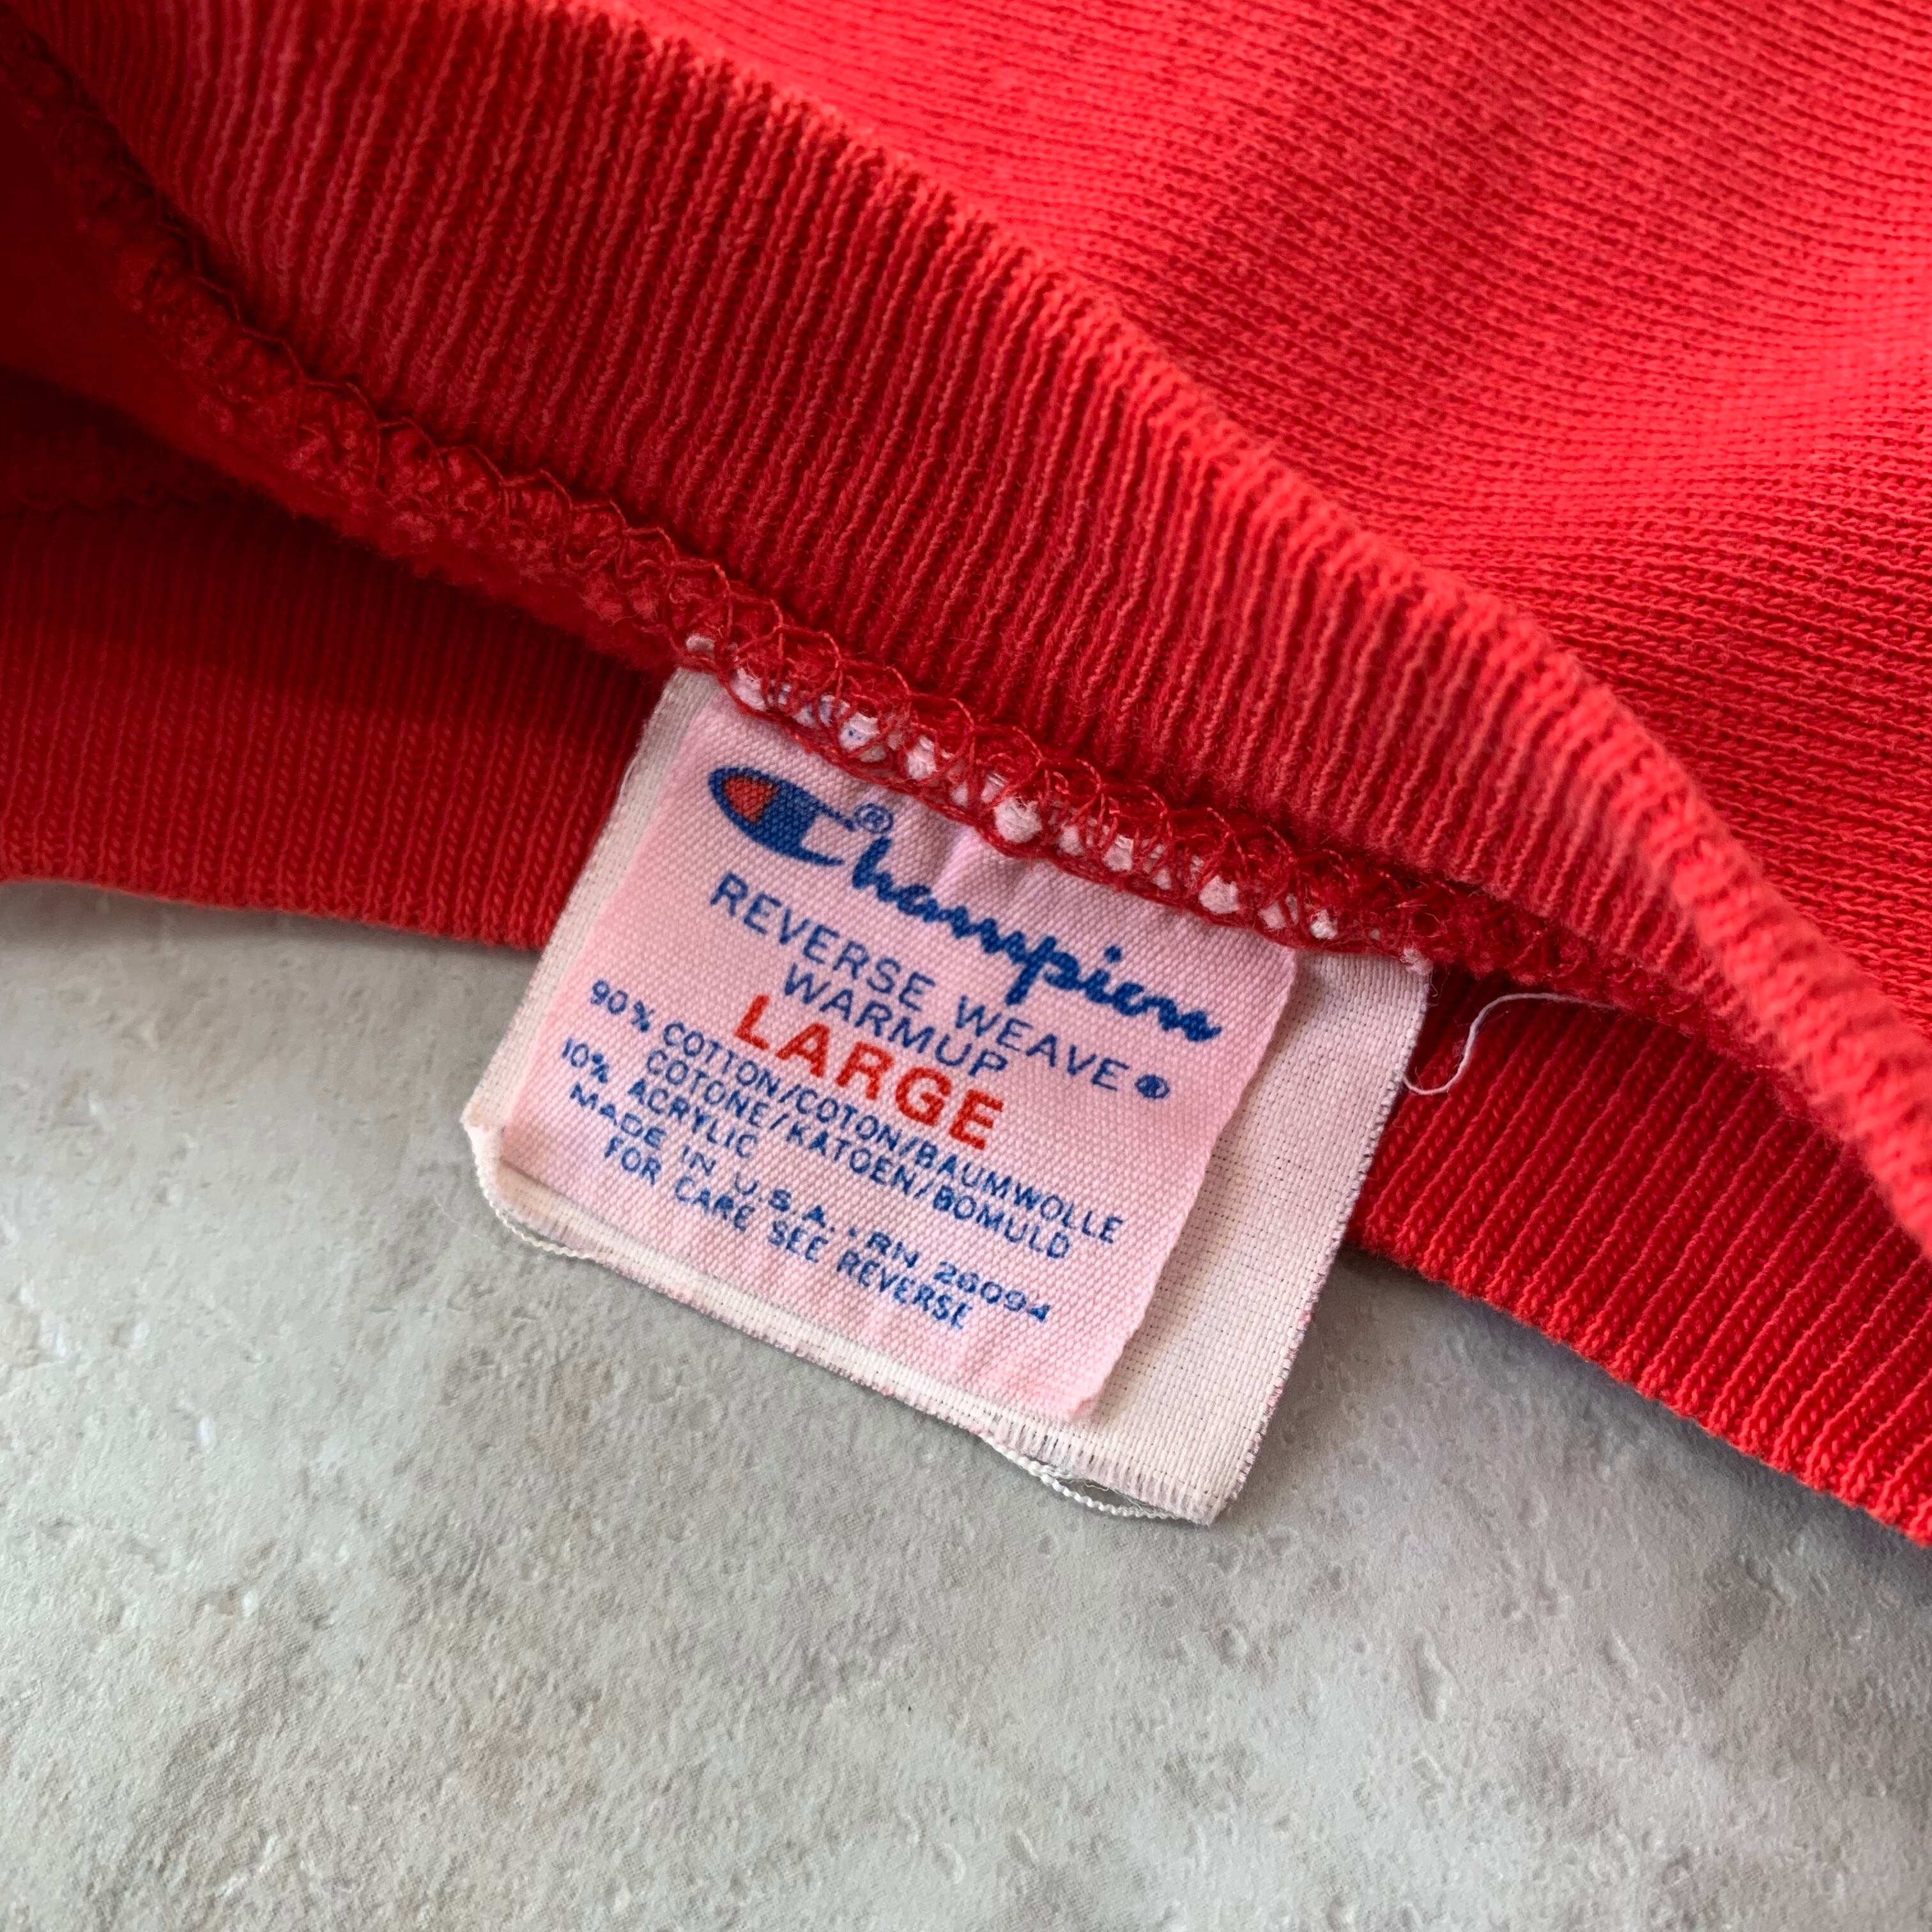 Champion®
REVERSE WEAVE®
WARMUP
LARGE
90% COTTON/COTON/BAUMWOLLE
COTONE/KATOEN/BOMULD
10% ACRYLIC
MADE IN U.S.A. · RN 26094
FOR CARE SEE REVERSE